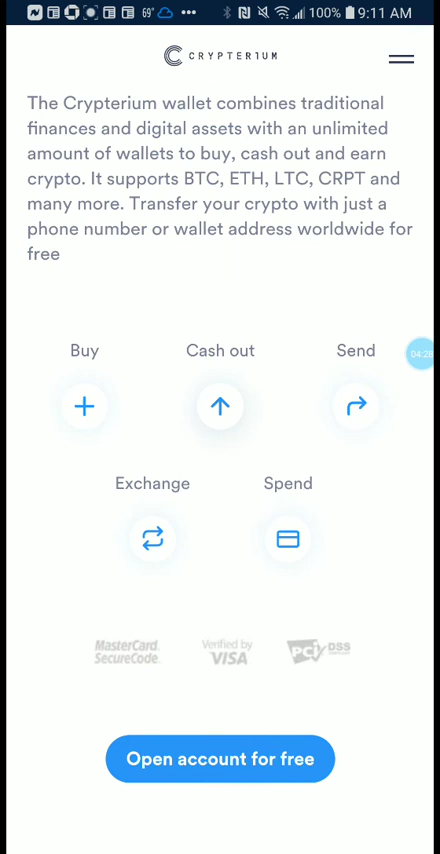 69° ••• 100% 9:11 AM
CRYPTERIUM
The Crypterium wallet combines traditional
finances and digital assets with an unlimited
amount of wallets to buy, cash out and earn
crypto. It supports BTC, ETH, LTC, CRPT and
many more. Transfer your crypto with just a
phone number or wallet address worldwide for
free
Buy Cash out Send
04:28
Exchange Spend
MasterCard. Verified by PCI DSS
SecureCode. VISA
Open account for free